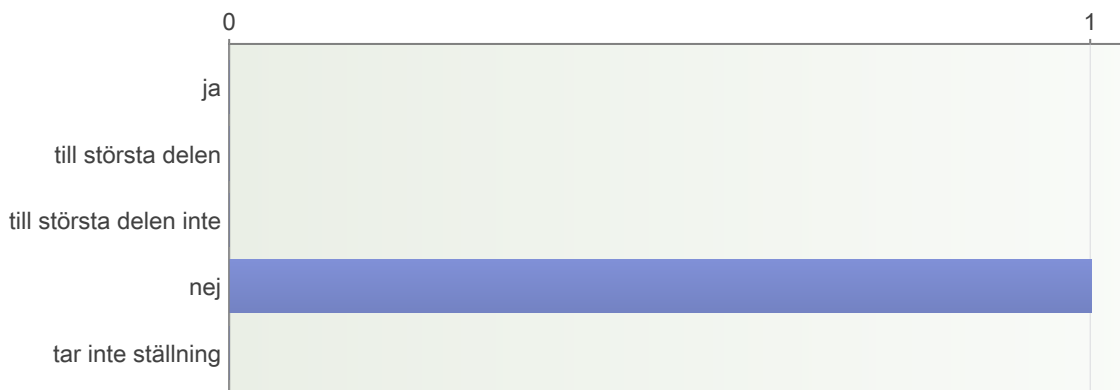 0 1
ja
till största delen
till största delen inte
nej
tar inte ställning